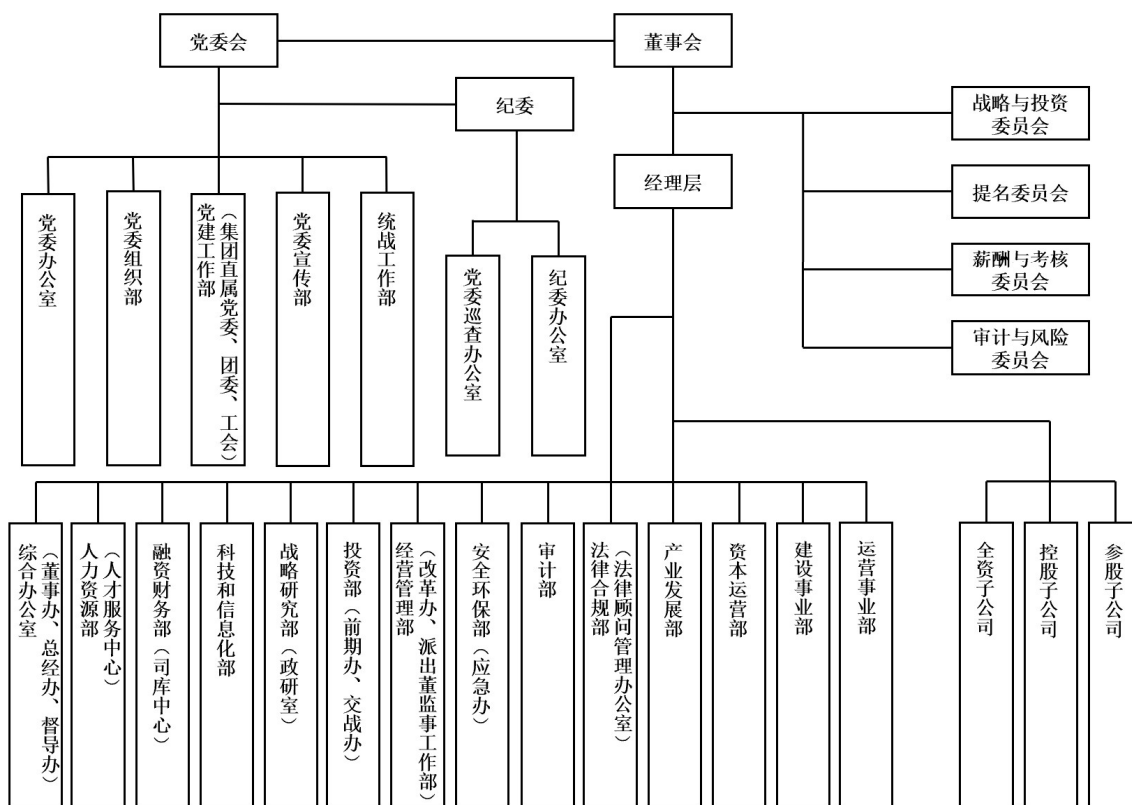 党委会
董事会
纪委
战略与投资
委员会
经理层
提名委员会
薪酬与考核
委员会
审计与风险
委员会
党委办公室
党委组织部
党建工作部
（集团直属党委、团委、工会）
党委宣传部
统战工作部
党委巡查办公室
纪委办公室
综合办公室
（董事办、总经办、督导办）
人力资源部
（人才服务中心）
融资财务部（司库中心）
科技和信息化部
战略研究部（政研室）
投资部（前期办、交战办）
经营管理部
（改革办、派出董监事工作部）
安全环保部（应急办）
审计部
法律合规部
（法律顾问管理办公室）
产业发展部
资本运营部
建设事业部
运营事业部
全资子公司
控股子公司
参股子公司